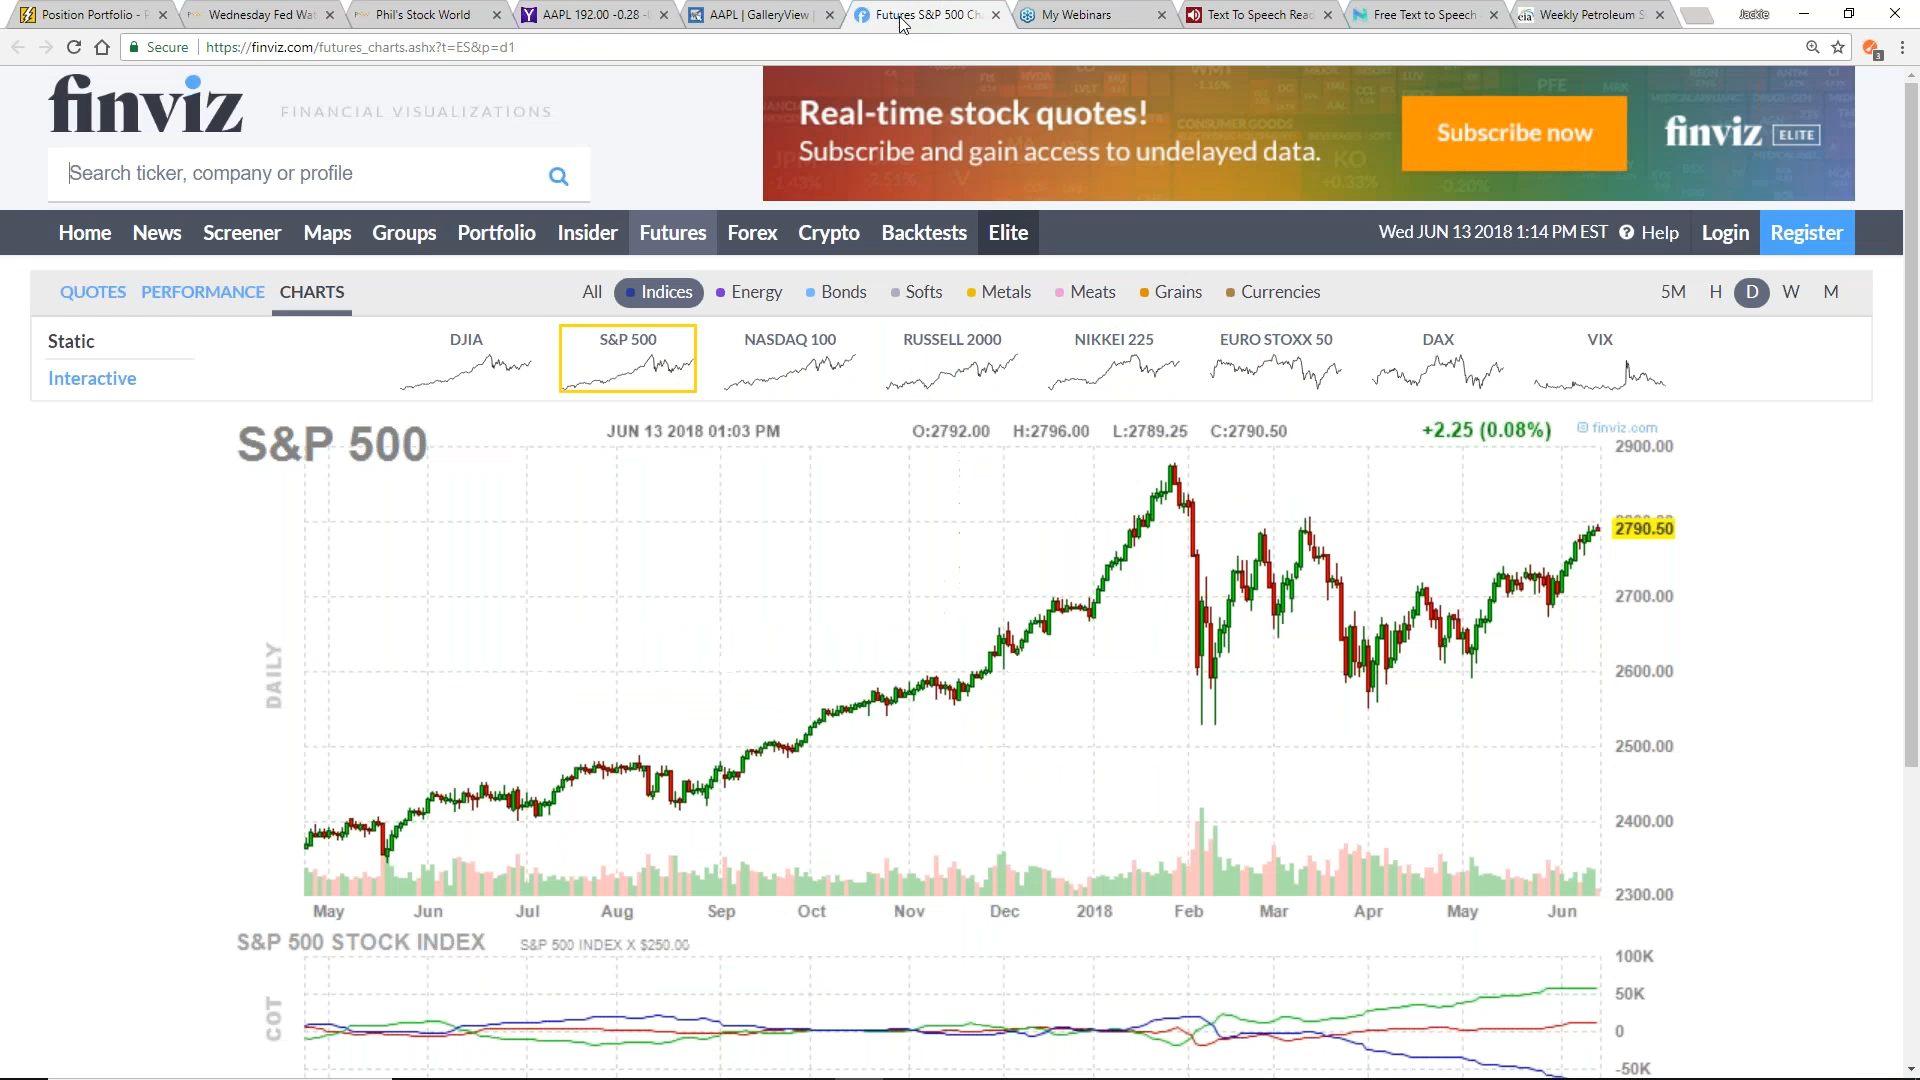 Position Portfolio -
Wednesday Fed Wat
Phil's Stock World
AAPL 192.00 -0.28
AAPL | GalleryView
Futures S&P 500 Ch
My Webinars
Text To Speech Read
Free Text to Speech
Weekly Petroleum S
Jackie
Secure
https://finviz.com/futures_charts.ashx?t=ES&p=d1
3
finviz
FINANCIAL VISUALIZATIONS
Real-time stock quotes!
Subscribe and gain access to undelayed data.
Subscribe now
finviz ELITE
Search ticker, company or profile
Home News Screener Maps Groups Portfolio Insider Futures Forex Crypto Backtests Elite
Wed JUN 13 2018 1:14 PM EST Help Login Register
QUOTES PERFORMANCE CHARTS
All Indices Energy Bonds Softs Metals Meats Grains Currencies
5M H D W M
Static
Interactive
DJIA S&P 500 NASDAQ 100 RUSSELL 2000 NIKKEI 225 EURO STOXX 50 DAX VIX
S&P 500
JUN 13 2018 01:03 PM O:2792.00 H:2796.00 L:2789.25 C:2790.50 +2.25 (0.08%) © finviz.com
2900.00
2790.50
2700.00
2600.00
DAILY
2500.00
2400.00
2300.00
May Jun Jul Aug Sep Oct Nov Dec 2018 Feb Mar Apr May Jun
S&P 500 STOCK INDEX S&P 500 INDEX X $250.00
100K
50K
COT
0
-50K